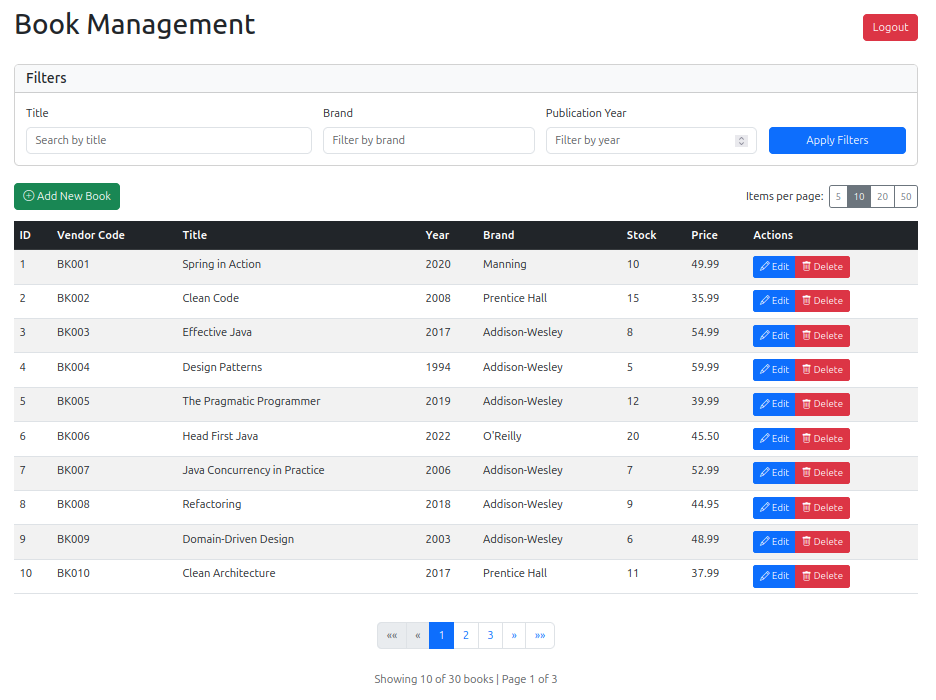 Book Management
Logout
Filters
Title Brand Publication Year
Search by title Filter by brand Filter by year Apply Filters
Add New Book Items per page: 5 10 20 50
ID Vendor Code Title Year Brand Stock Price Actions
1 BK001 Spring in Action 2020 Manning 10 49.99 Edit Delete
2 BK002 Clean Code 2008 Prentice Hall 15 35.99 Edit Delete
3 BK003 Effective Java 2017 Addison-Wesley 8 54.99 Edit Delete
4 BK004 Design Patterns 1994 Addison-Wesley 5 59.99 Edit Delete
5 BK005 The Pragmatic Programmer 2019 Addison-Wesley 12 39.99 Edit Delete
6 BK006 Head First Java 2022 O'Reilly 20 45.50 Edit Delete
7 BK007 Java Concurrency in Practice 2006 Addison-Wesley 7 52.99 Edit Delete
8 BK008 Refactoring 2018 Addison-Wesley 9 44.95 Edit Delete
9 BK009 Domain-Driven Design 2003 Addison-Wesley 6 48.99 Edit Delete
10 BK010 Clean Architecture 2017 Prentice Hall 11 37.99 Edit Delete
«« « 1 2 3 » »»
Showing 10 of 30 books | Page 1 of 3